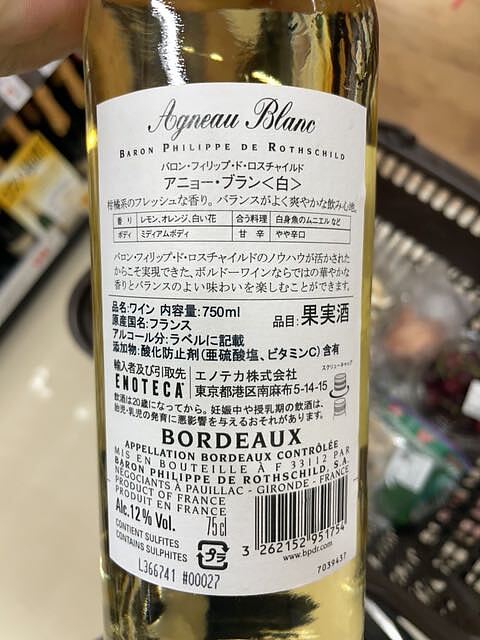 Agneau Blanc
BARON PHILIPPE DE ROTHSCHILD
バロン・フィリップ・ド・ロスチャイルド
アニョー・ブラン<白>
柑橘系のフレッシュな香り。バランスがよく爽やかな飲み心地。
香り レモン、オレンジ、白い花 合う料理 白身魚のムニエルなど
ボディ ミディアムボディ 甘辛 やや辛口
バロン・フィリップ・ド・ロスチャイルドのノウハウが活かされた
からこそ実現できた、ボルドーワインならではの華やかな
香りとバランスのよい味わいを楽しむことができます。
品名:ワイン 内容量:750ml
原産国名:フランス 品目:果実酒
アルコール分:ラベルに記載
添加物:酸化防止剤(亜硫酸塩、ビタミンC)含有
スクリューキャップ
輸入者及び引取先 エノテカ株式会社
ENOTECA 東京都港区南麻布5-14-15
飲酒は20歳になってから。妊娠中や授乳期の飲酒は、
胎児・乳児の発育に悪影響を与えるおそれがあります。
BORDEAUX
APPELLATION BORDEAUX CONTRÔLÉE
MIS EN BOUTEILLE À F 33112 PAR
BARON PHILIPPE DE ROTHSCHILD, S.A.
NÉGOCIANTS À PAUILLAC - GIRONDE - FRANCE
PRODUCT OF FRANCE
PRODUIT EN FRANCE
Alc.12% Vol. 75 cl
CONTIENT SULFITES
CONTAINS SULPHITES
プラ
3 262152 951754
www.bpdr.com
L366741 #00027
7039437